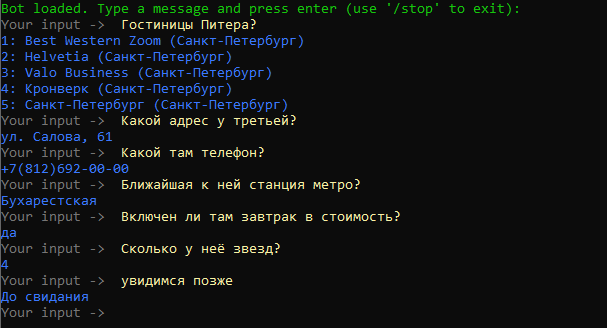 Bot loaded. Type a message and press enter (use '/stop' to exit):
Your input ->  Гостиницы Питера?
1: Best Western Zoom (Санкт-Петербург)
2: Helvetia (Санкт-Петербург)
3: Valo Business (Санкт-Петербург)
4: Кронверк (Санкт-Петербург)
5: Санкт-Петербург (Санкт-Петербург)
Your input ->  Какой адрес у третьей?
ул. Салова, 61
Your input ->  Какой там телефон?
+7(812)692-00-00
Your input ->  Ближайшая к ней станция метро?
Бухарестская
Your input ->  Включен ли там завтрак в стоимость?
да
Your input ->  Сколько у неё звезд?
4
Your input ->  увидимся позже
До свидания
Your input ->